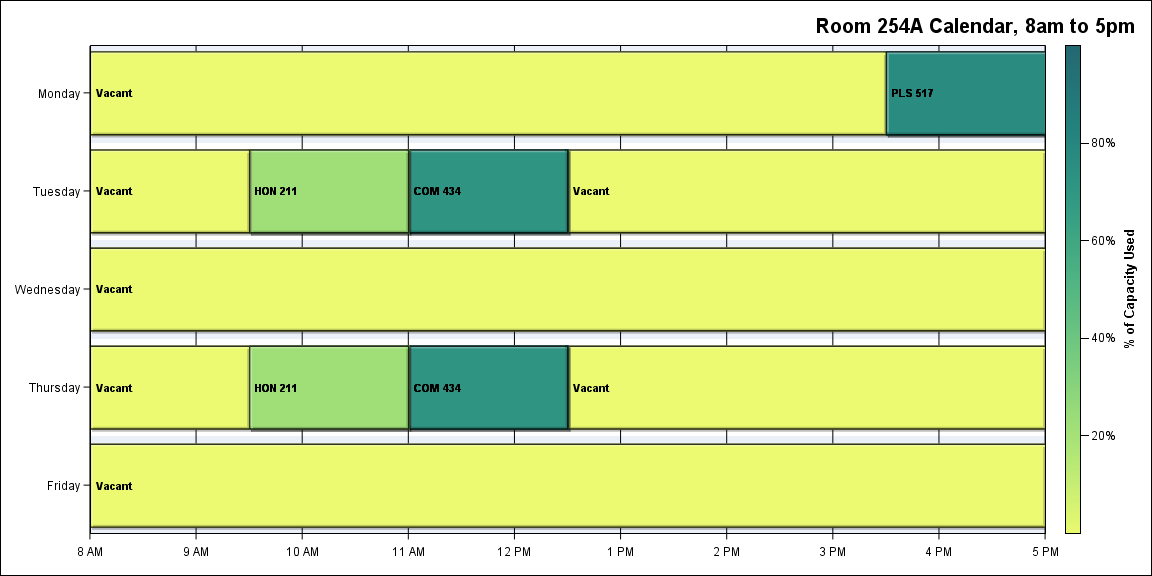 Room 254A Calendar, 8am to 5pm
Monday
Vacant
PLS 517
Tuesday
Vacant
HON 211
COM 434
Vacant
Wednesday
Vacant
Thursday
Vacant
HON 211
COM 434
Vacant
Friday
Vacant
8 AM
9 AM
10 AM
11 AM
12 PM
1 PM
2 PM
3 PM
4 PM
5 PM
80%
60%
40%
20%
% of Capacity Used